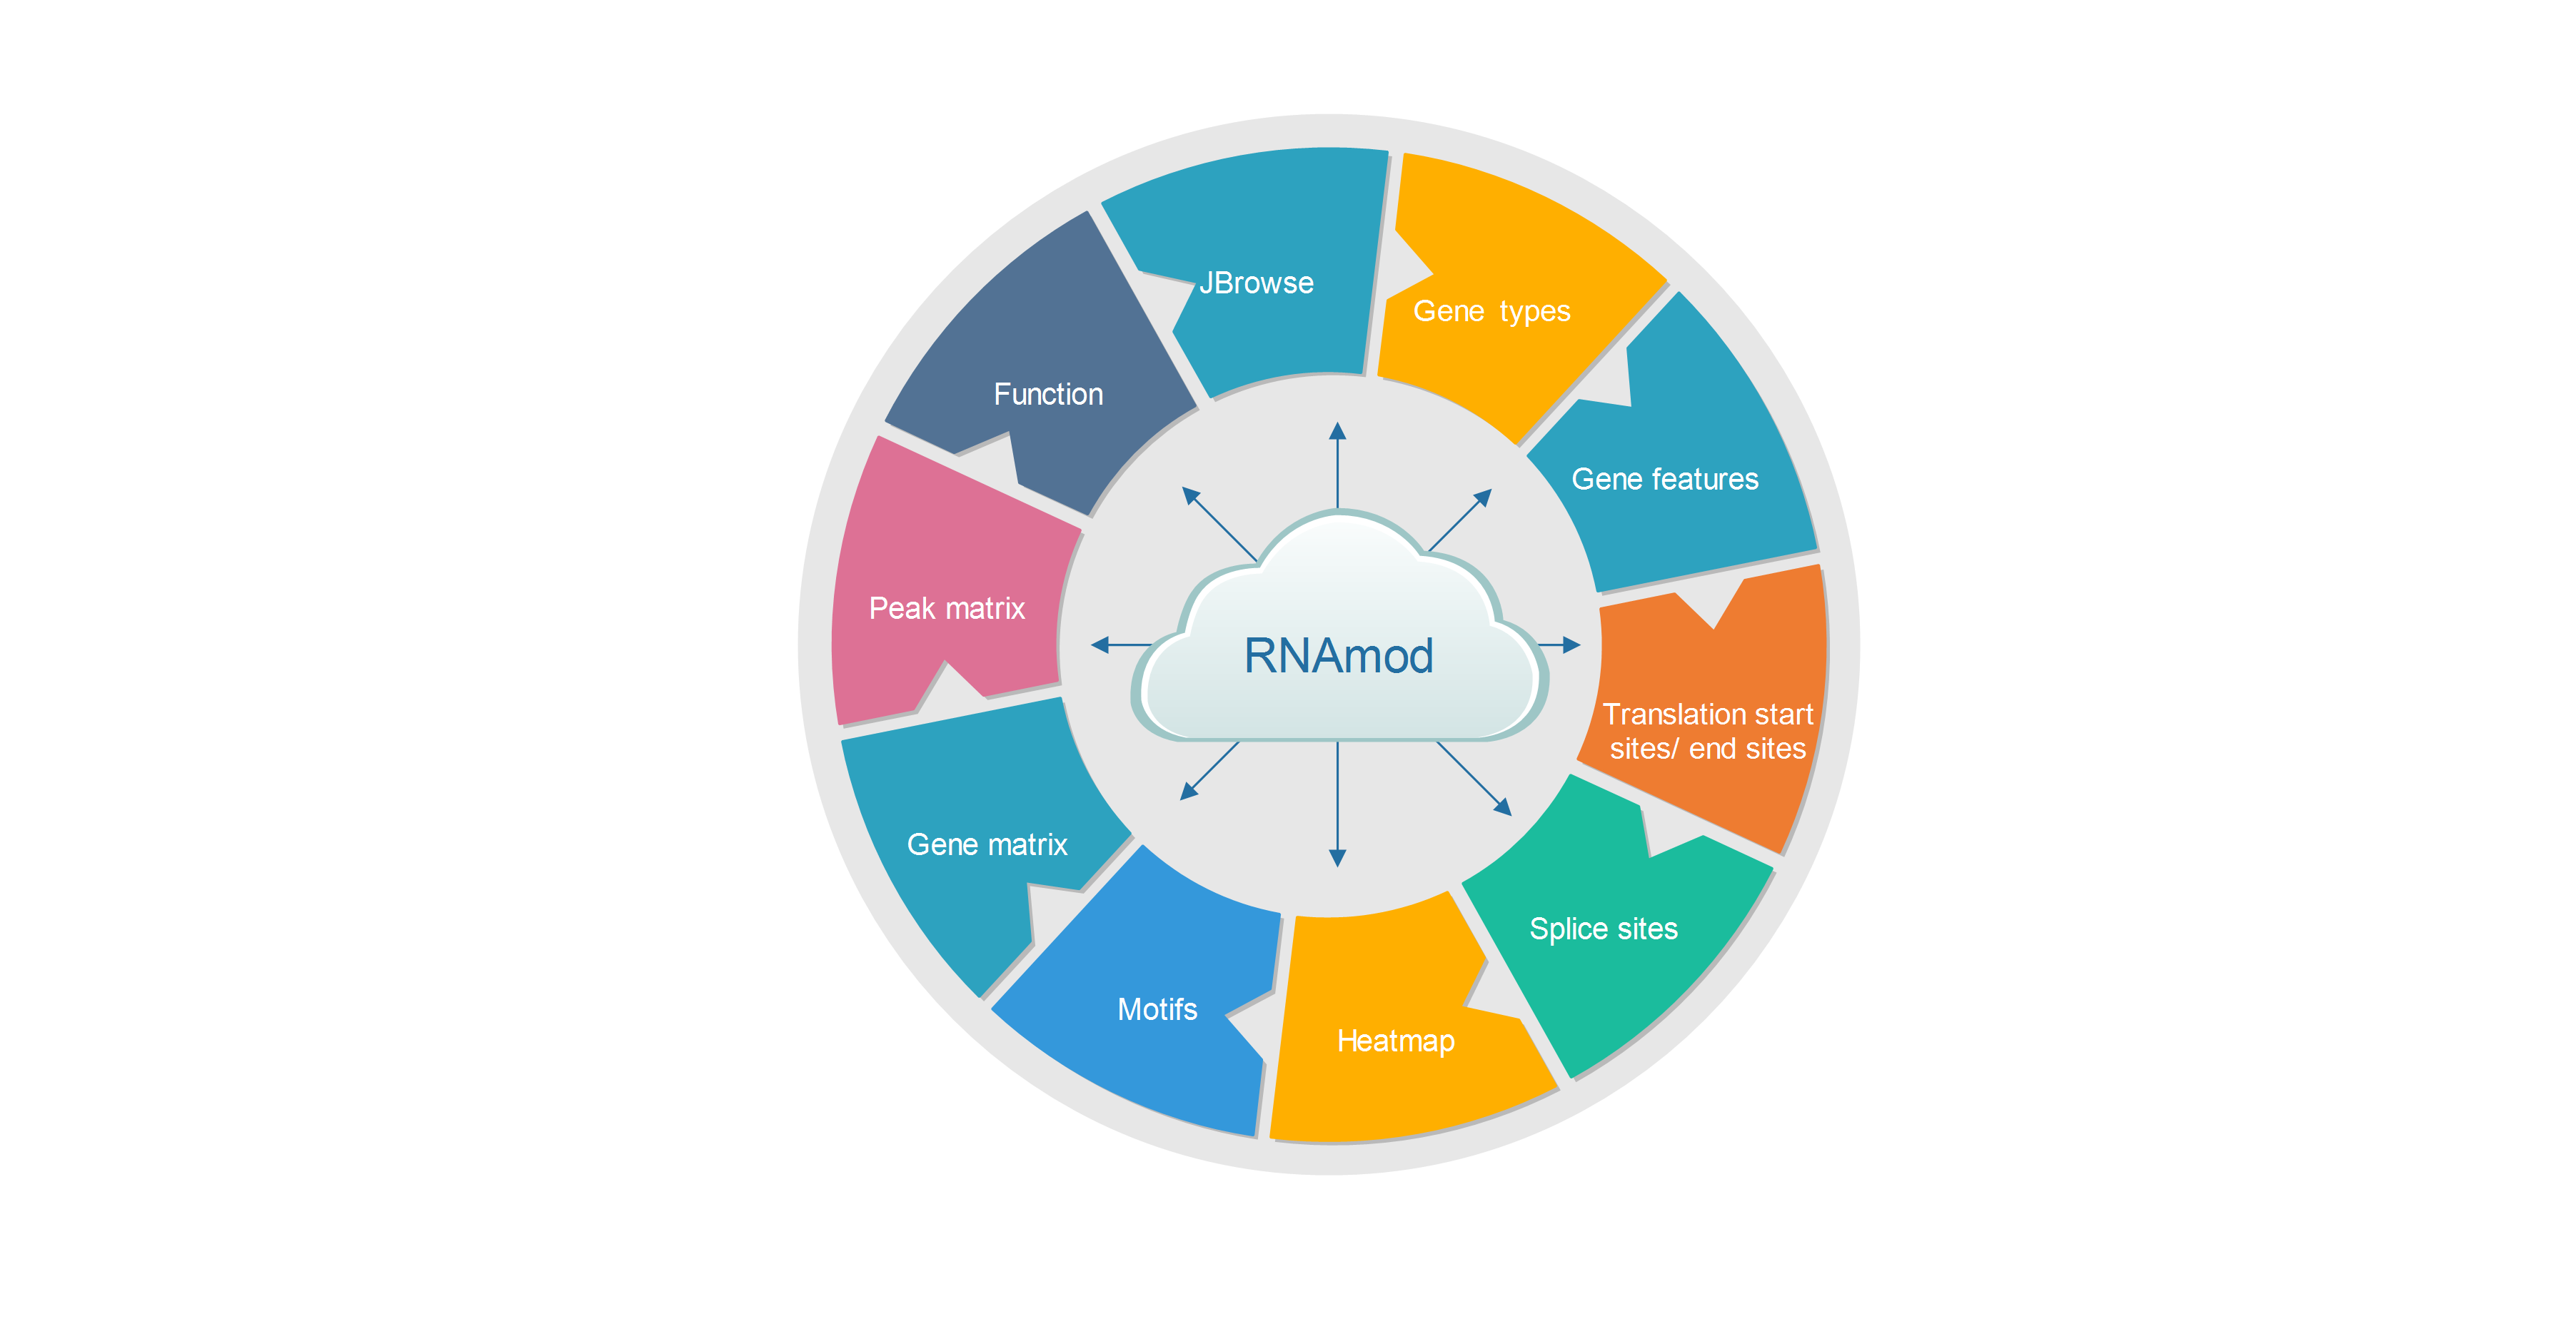 JBrowse
Gene types
Gene features
Translation start
sites/ end sites
Splice sites
Heatmap
Motifs
Gene matrix
Peak matrix
Function
RNAmod